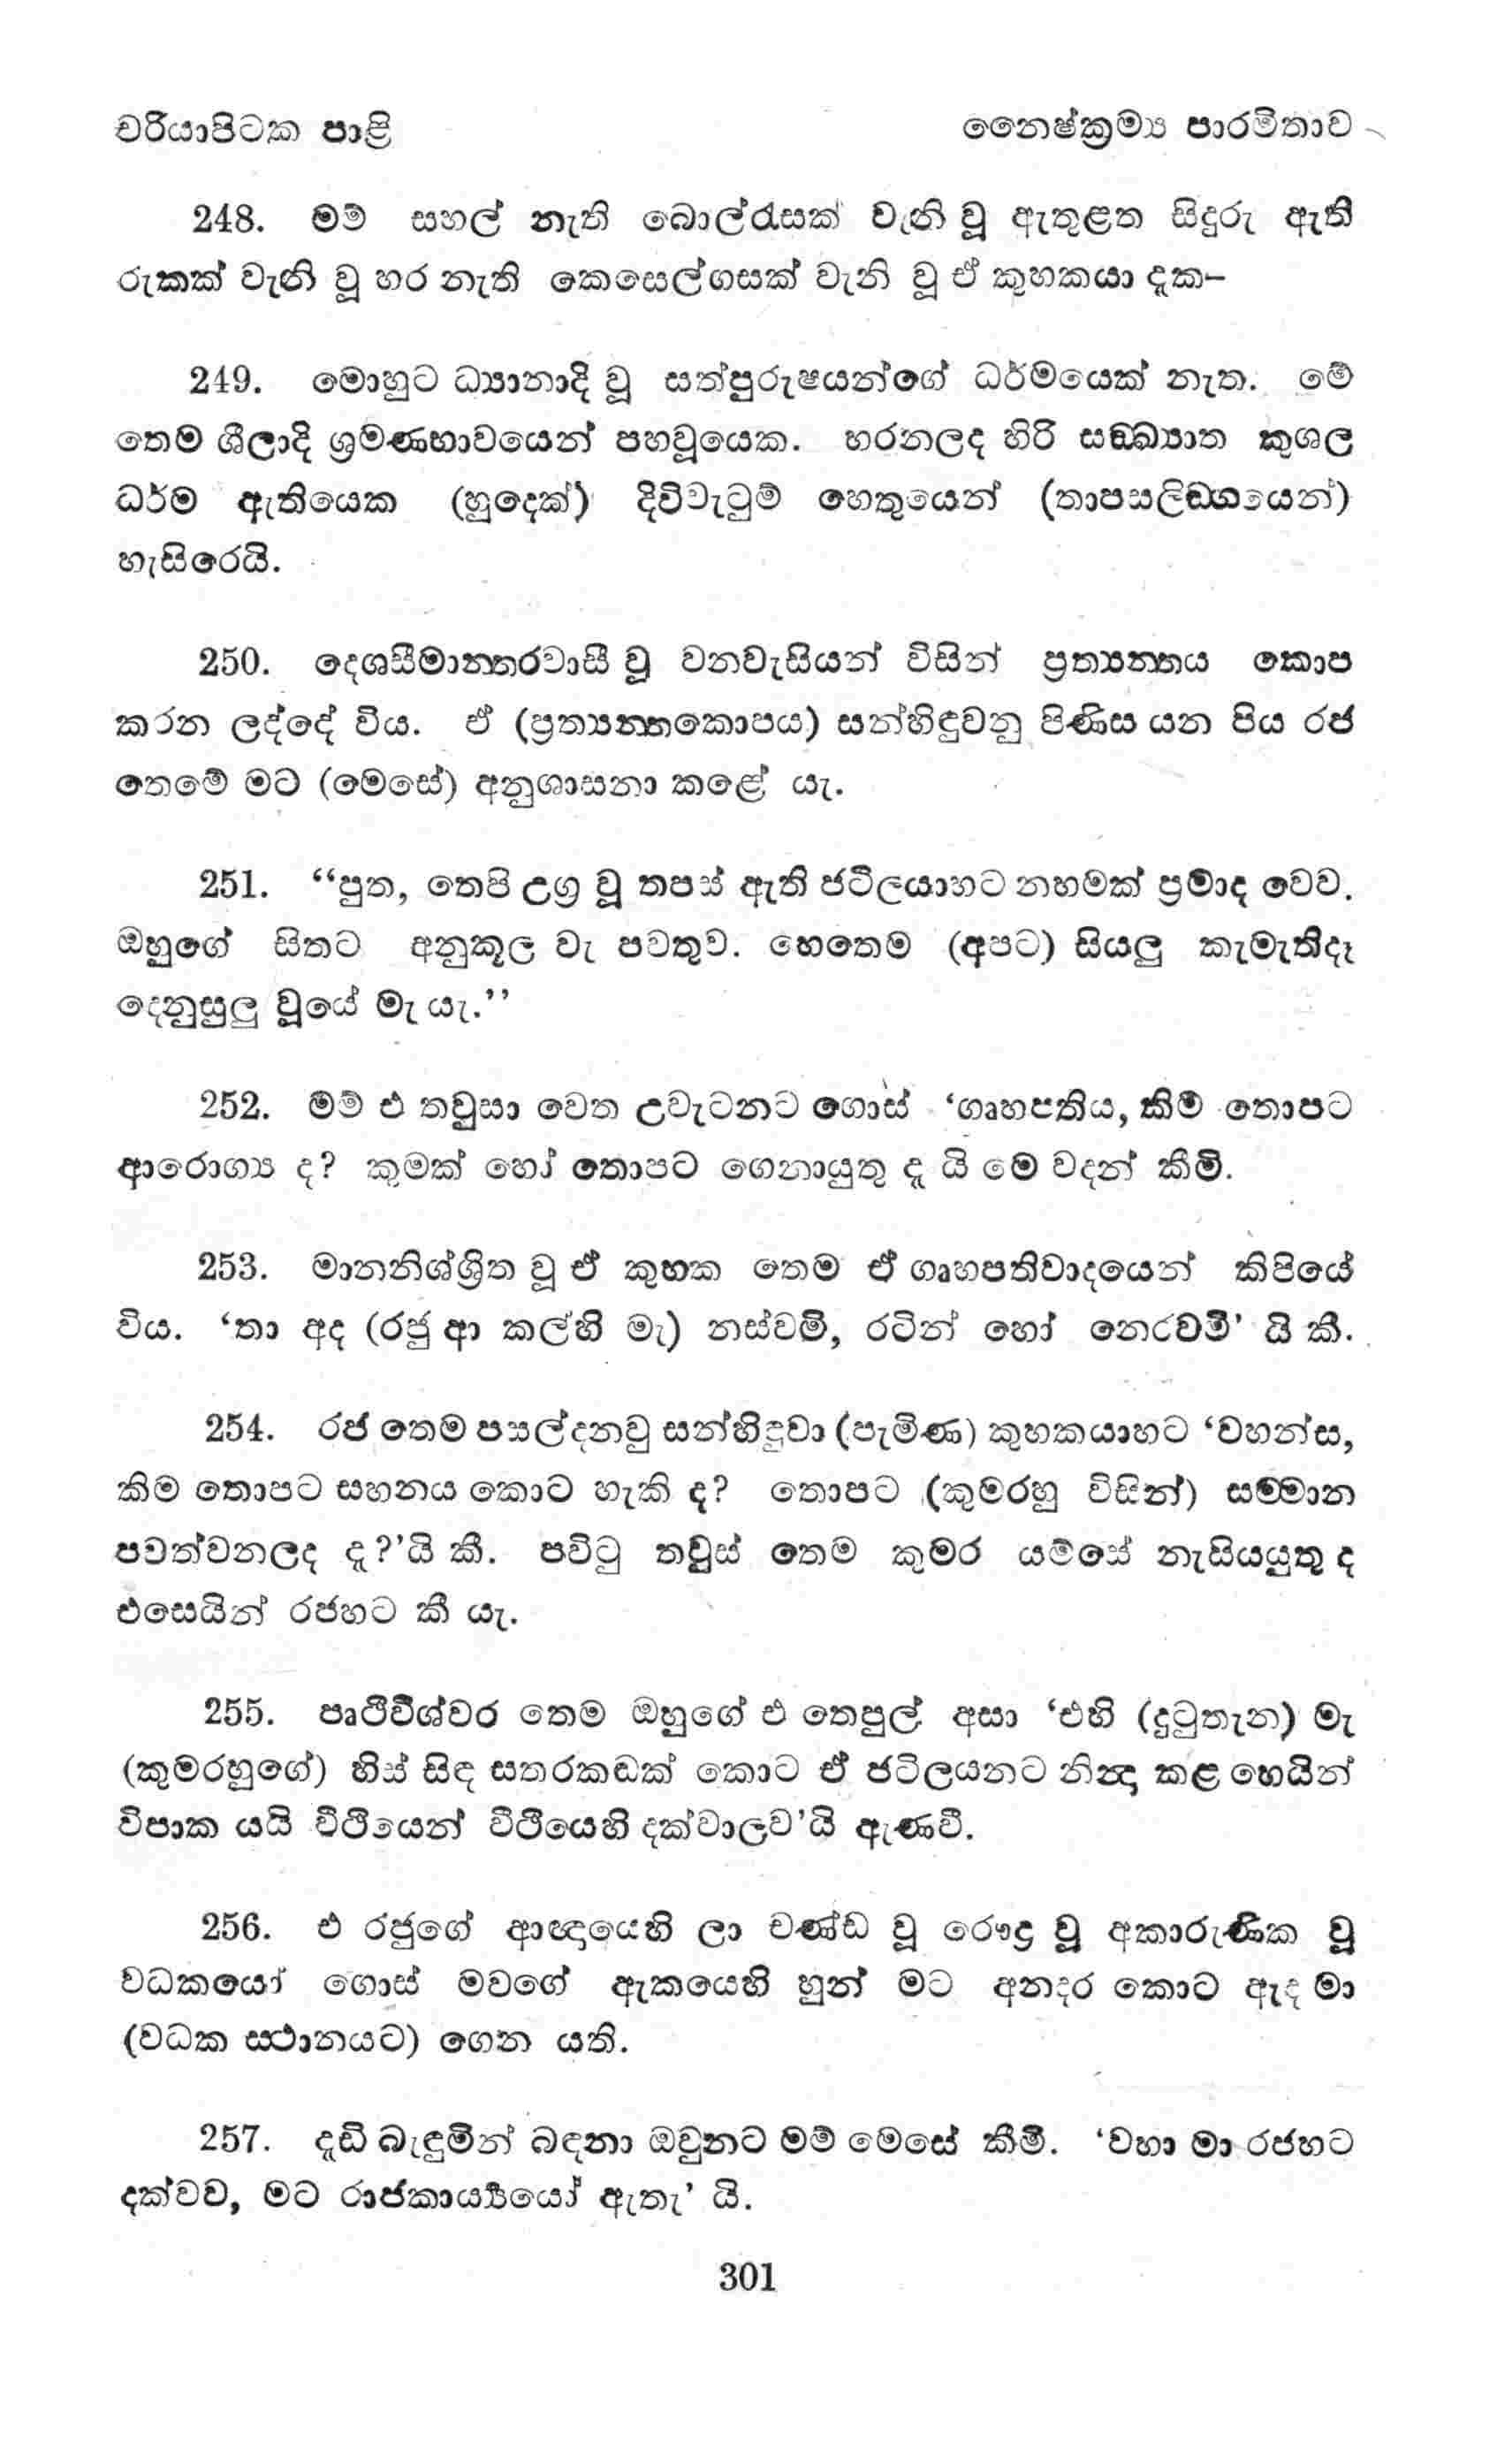 චරියාපිටක පාළි
නෛෂ්ක්‍රම්‍ය පාරමිතාව
248. මම් සහල් නැති බොල්රැසක් වැනි වූ ඇතුළත සිදුරු ඇති
රුකක් වැනි වූ හර නැති කෙසෙල්ගසක් වැනි වූ ඒ කුහකයා දැක-
249. මොහුට ධ්‍යානාදි වූ සත්පුරුෂයන්ගේ ධර්මයෙක් නැත. මේ
තෙම ශීලාදි ශ්‍රමණභාවයෙන් පහවූයෙක. හරනලද හිරි සඞ්ඛ්‍යාත කුශල
ධර්ම ඇතියෙක (හුදෙක්) දිවිවැටුම් හෙතුයෙන් (තාපසලිඞ්ගයෙන්)
හැසිරෙයි.
250. දෙශසීමාන්තරවාසී වූ වනවැසියන් විසින් ප්‍රත්‍යන්තය කොප
කරන ලද්දේ විය. ඒ (ප්‍රත්‍යන්තකොපය) සන්හිඳුවනු පිණිස යන පිය රජ
තෙමේ මට (මෙසේ) අනුශාසනා කළේ යැ.
251. “පුත, තෙපි උග්‍ර වූ තපස් ඇති ජටිලයාහට නහමක් ප්‍රමාද වෙව.
ඔහුගේ සිතට අනුකූල වැ පවතුව. හෙතෙම (අපට) සියලු කැමැතිදෑ
දෙනුසුලු වූයේ මැ යැ.”
252. මම් එ තවුසා වෙත උවැටනට ගොස් ‘ගෘහපතිය, කිම තොපට
ආරොග්‍ය ද? කුමක් හෝ තොපට ගෙනායුතු දැ යි මෙ වදන් කීමි.
253. මානනිශ්ශ්‍රිත වූ ඒ කුහක තෙම ඒ ගෘහපතිවාදයෙන් කිපියේ
විය. ‘තා අද (රජු ආ කල්හි මැ) නස්වමි, රටින් හෝ නෙරවමි’ යි කී.
254. රජ තෙම පසල්දනවු සන්හිදුවා (පැමිණ) කුහකයාහට ‘වහන්ස,
කිම තොපට සහනය කොට හැකි ද? තොපට (කුමරහු විසින්) සම්මාන
පවත්වනලද දැ?’යි කී. පවිටු තවුස් තෙම කුමර යම්සේ නැසියයුතු ද
එසෙයින් රජහට කී යැ.
255. පෘථිවීශ්වර තෙම ඔහුගේ එ තෙපුල් අසා ‘එහි (දුටුතැන) මැ
(කුමරහුගේ) හිස් සිඳ සතරකඩක් කොට ඒ ජටිලයනට නින්දා කළ හෙයින්
විපාක යයි වීථියෙන් වීථියෙහි දක්වාලව’යි ඇණවී.
256. එ රජුගේ ආඥායෙහි ලා චණ්ඩ වූ රෞද්‍ර වූ අකාරුණික වූ
වධකයෝ ගොස් මවගේ ඇකයෙහි හුන් මට අනදර කොට ඇද මා
(වධක ස්ථානයට) ගෙන යති.
257. දැඩි බැඳුමින් බඳනා ඔවුනට මම් මෙසේ කීමි. ‘වහා මා රජහට
දක්වව, මට රාජකාර්‍ය්‍යයෝ ඇතැ’ යි.
301